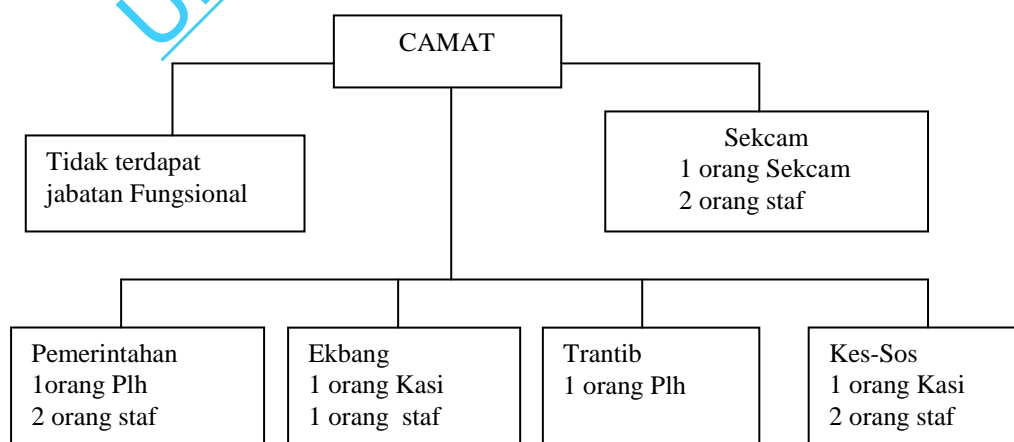 CAMAT
Tidak terdapat
jabatan Fungsional
Sekcam
1 orang Sekcam
2 orang staf
Pemerintahan
1orang Plh
2 orang staf
Ekbang
1 orang Kasi
1 orang staf
Trantib
1 orang Plh
Kes-Sos
1 orang Kasi
2 orang staf